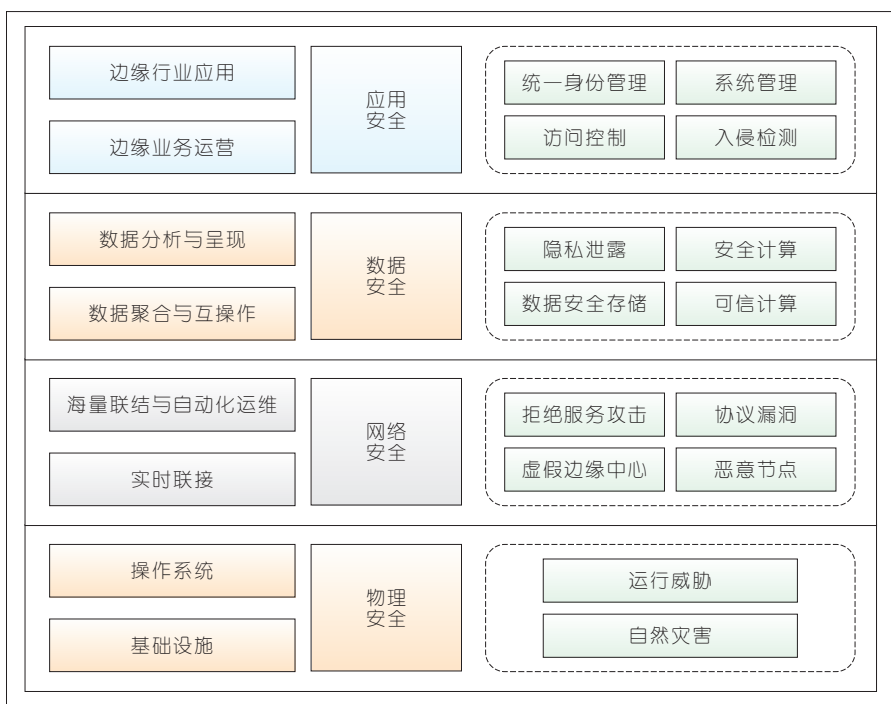 边缘行业应用
边缘业务运营
应用
安全
统一身份管理
系统管理
访问控制
入侵检测
数据分析与呈现
数据聚合与互操作
数据
安全
隐私泄露
安全计算
数据安全存储
可信计算
海量联结与自动化运维
实时联接
网络
安全
拒绝服务攻击
协议漏洞
虚假边缘中心
恶意节点
操作系统
基础设施
物理
安全
运行威胁
自然灾害